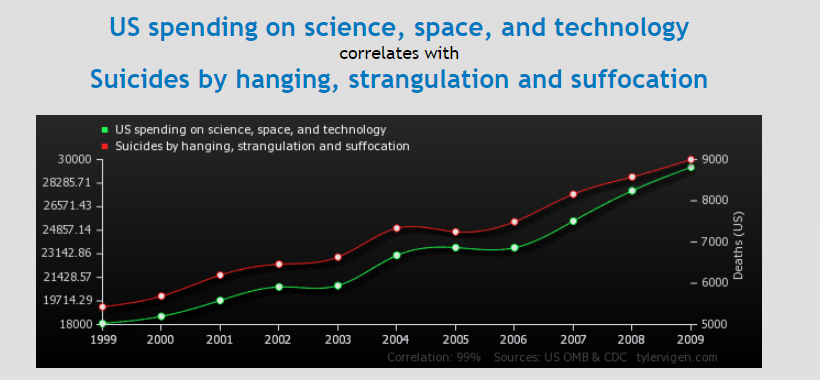 US spending on science, space, and technology
correlates with
Suicides by hanging, strangulation and suffocation
US spending on science, space, and technology
Suicides by hanging, strangulation and suffocation
30000
28285.71
26571.43
24857.14
23142.86
21428.57
19714.29
18000
9000
8000
7000
6000
5000
Deaths (US)
1999 2000 2001 2002 2003 2004 2005 2006 2007 2008 2009
Correlation: 99% Sources: US OMB & CDC tylervigen.com